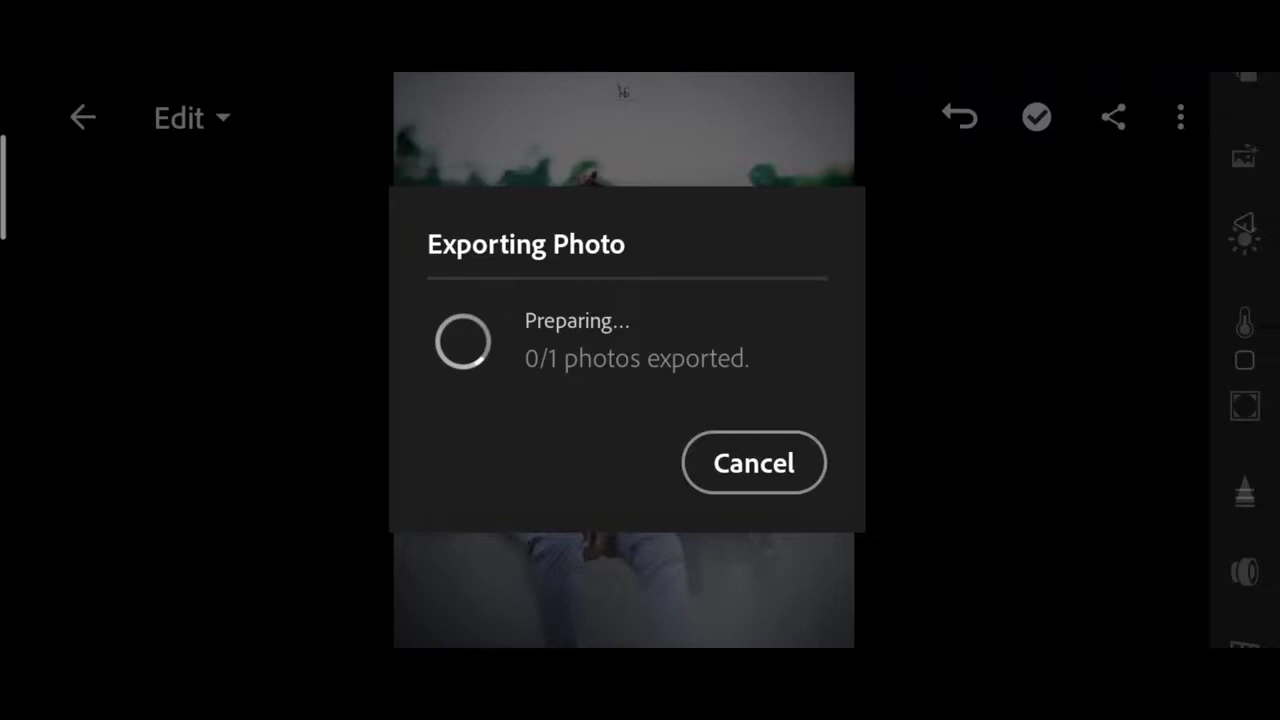 Edit
Exporting Photo
Preparing...
0/1 photos exported.
Cancel